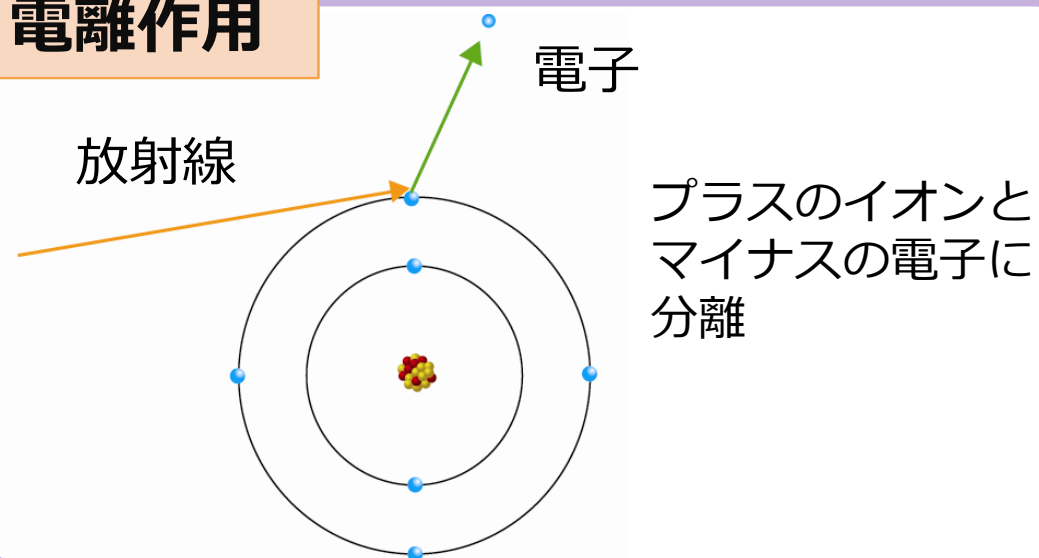 電離作用
電子
放射線
プラスのイオンと
マイナスの電子に
分離